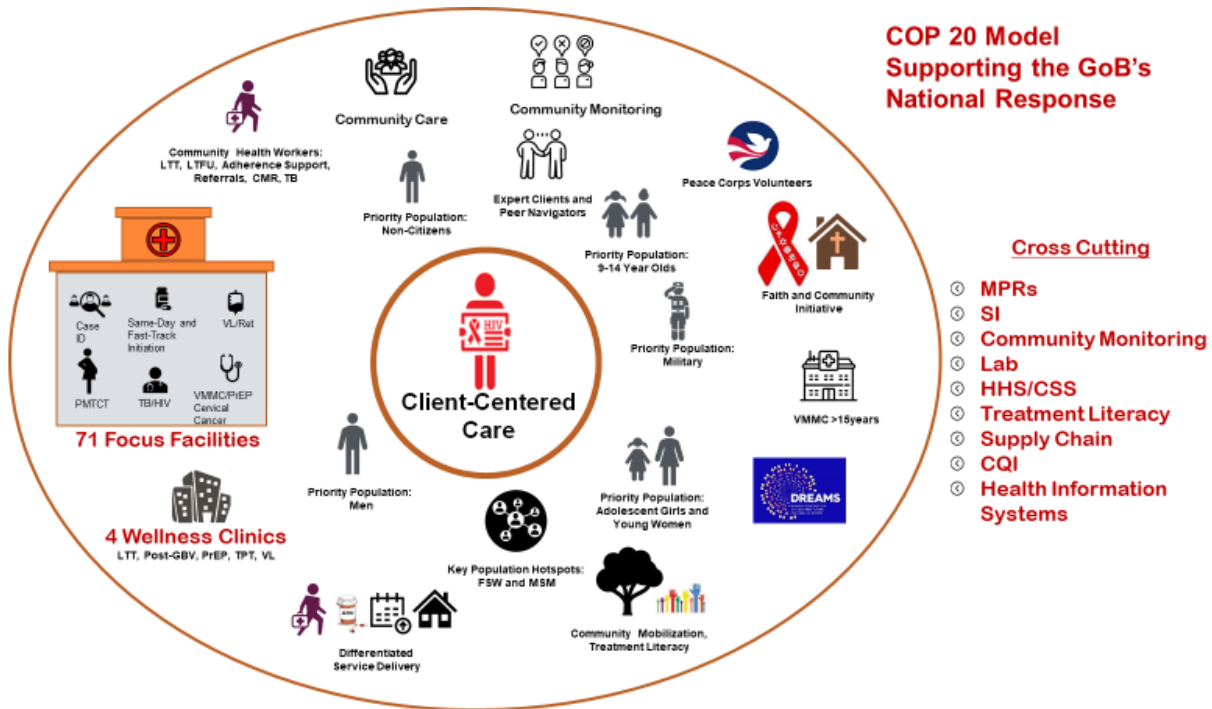 COP 20 Model
Supporting the GoB's
National Response
Community Care
Community Monitoring
Community Health Workers:
LTT, LTFU, Adherence Support,
Referrals, CMR, TB
Priority Population:
Non-Citizens
Expert Clients and
Peer Navigators
Peace Corps Volunteers
Priority Population:
9-14 Year Olds
Faith and Community
Initiative
Case
ID
Same-Day and
Fast-Track
Initiation
VL/Ret
PMTCT
TB/HIV
VMMC/PrEP
Cervical
Cancer
71 Focus Facilities
HIV
Client-Centered
Care
Priority Population:
Military
VMMC >15years
Priority Population:
Men
Priority Population:
Adolescent Girls and
Young Women
DREAMS
4 Wellness Clinics
LTT, Post-GBV, PrEP, TPT, VL
Key Population Hotspots:
FSW and MSM
Differentiated
Service Delivery
Community Mobilization,
Treatment Literacy
Cross Cutting
MPRs
SI
Community Monitoring
Lab
HHS/CSS
Treatment Literacy
Supply Chain
CQI
Health Information
Systems